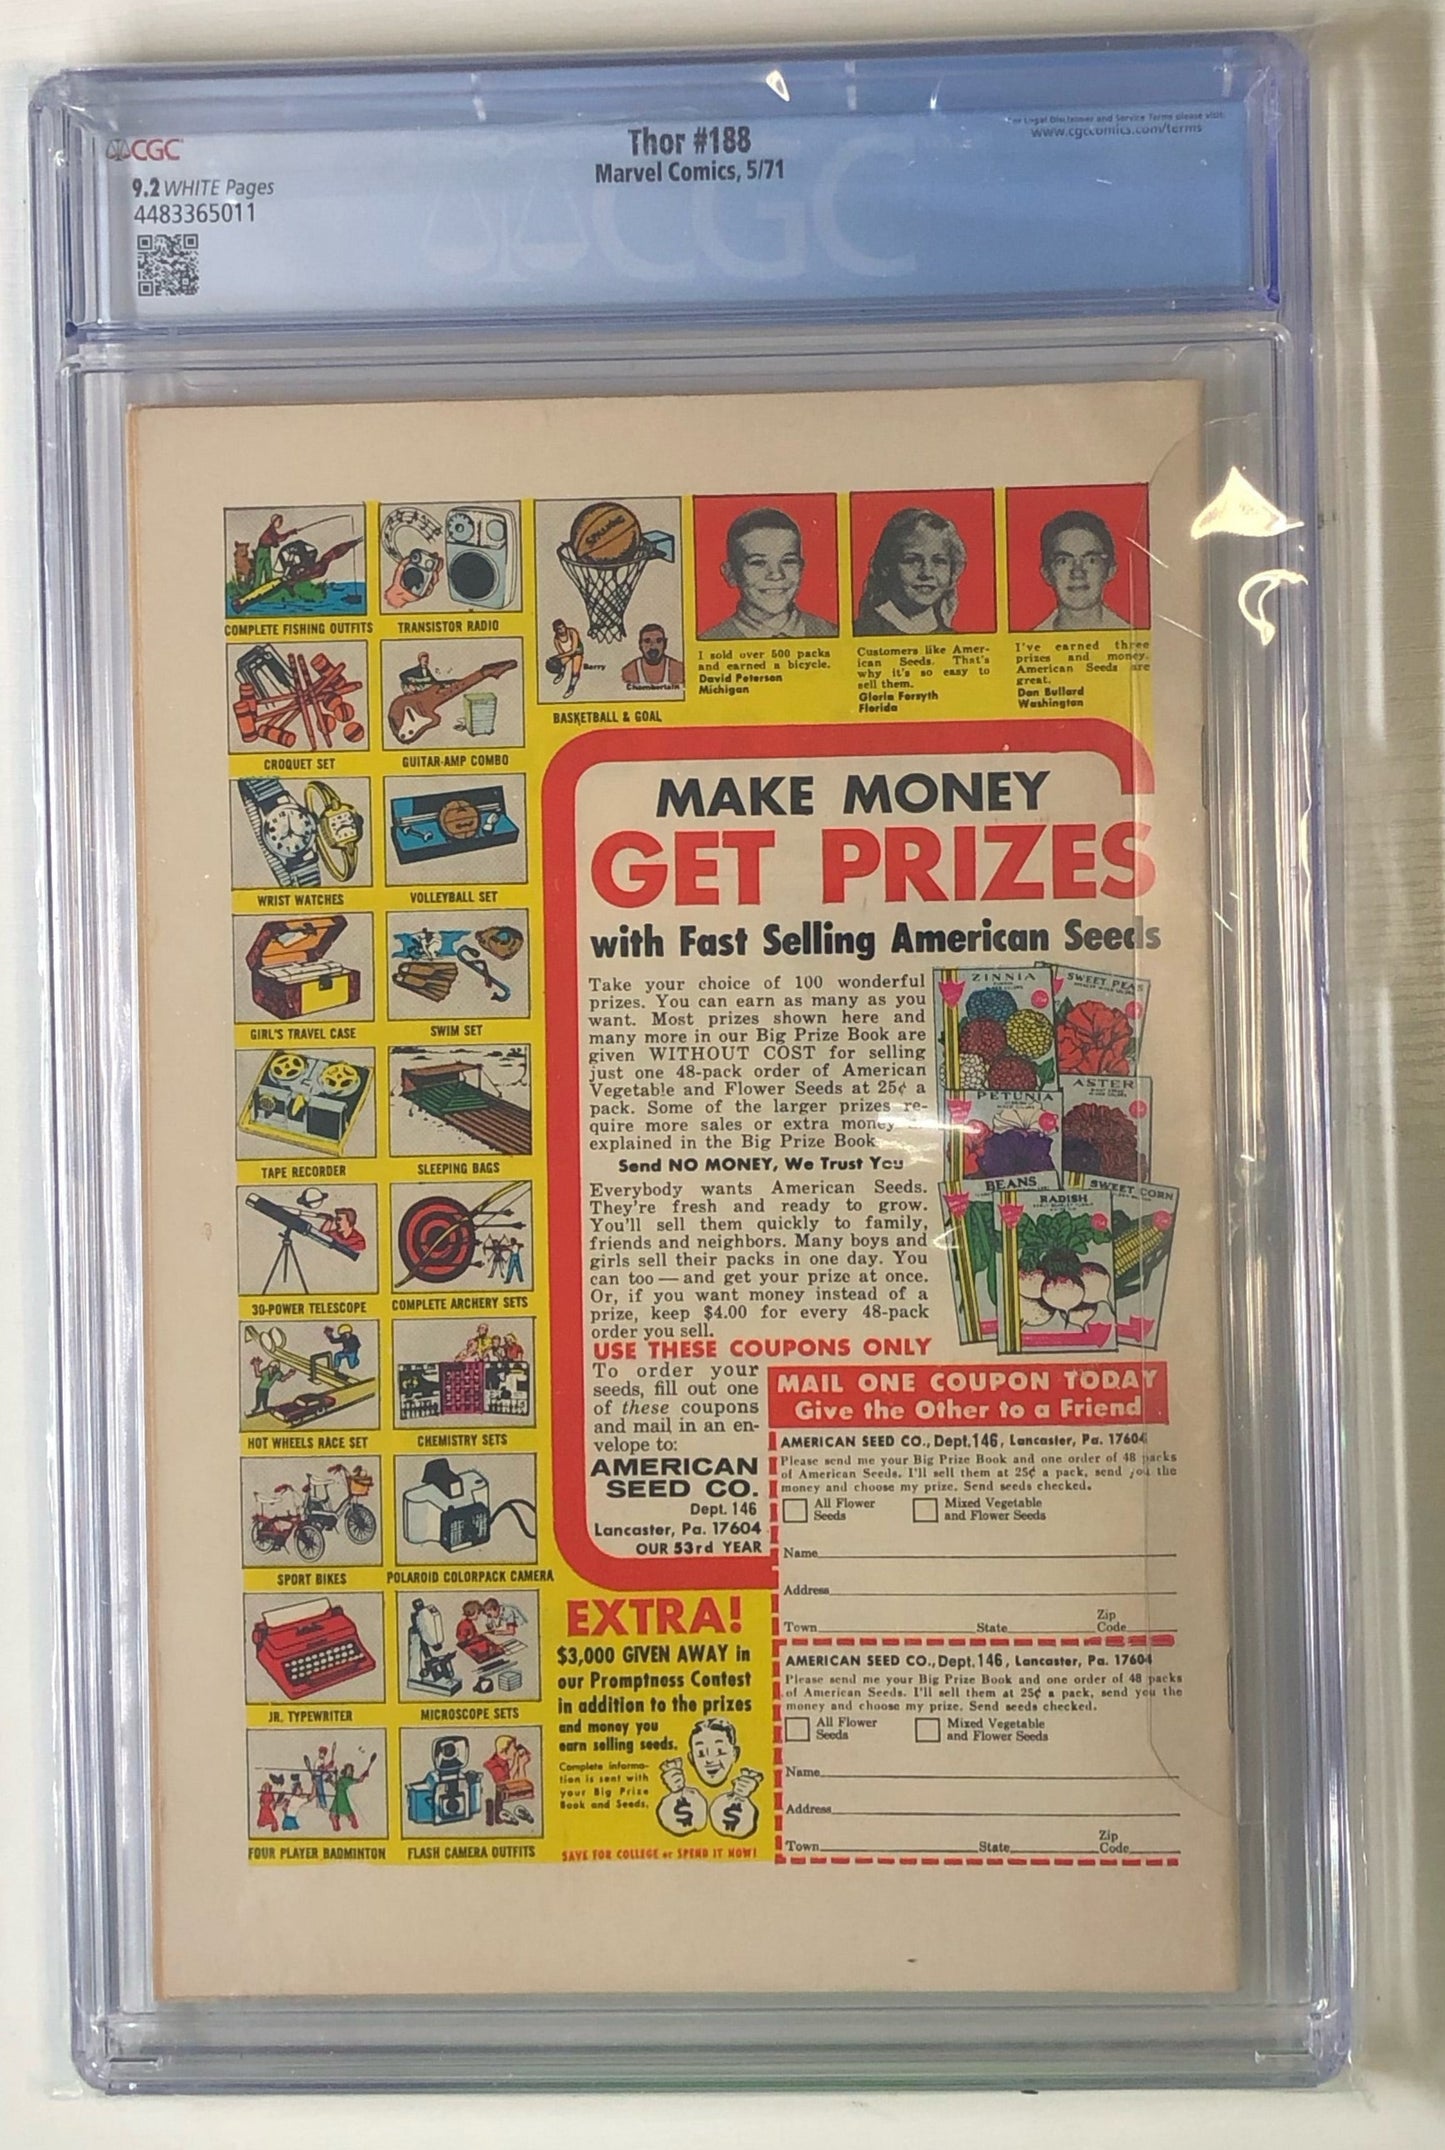 CGC
9.2 WHITE Pages
4483365011
Thor #188
Marvel Comics, 5/71
Legal Disclaimer and Service Terms please visit:
www.cgccomics.com/terms
CGC
COMPLETE FISHING OUTFITS
TRANSISTOR RADIO
SPALDING
Barry
Chamberlain
BASKETBALL & GOAL
I sold over 500 packs
and earned a bicycle.
David Peterson
Michigan
Customers like Amer-
ican Seeds. That's
why it's so easy to
sell them.
Gloria Forsyth
Florida
I've earned three
prizes and money.
American Seeds are
great.
Dan Bullard
Washington
CROQUET SET
GUITAR-AMP COMBO
WRIST WATCHES
VOLLEYBALL SET
GIRL'S TRAVEL CASE
SWIM SET
TAPE RECORDER
SLEEPING BAGS
30-POWER TELESCOPE
COMPLETE ARCHERY SETS
HOT WHEELS RACE SET
CHEMISTRY SETS
SPORT BIKES
POLAROID COLORPACK CAMERA
JR. TYPEWRITER
MICROSCOPE SETS
FOUR PLAYER BADMINTON
FLASH CAMERA OUTFITS
MAKE MONEY
GET PRIZES
with Fast Selling American Seeds
Take your choice of 100 wonderful
prizes. You can earn as many as you
want. Most prizes shown here and
many more in our Big Prize Book are
given WITHOUT COST for selling
just one 48-pack order of American
Vegetable and Flower Seeds at 25¢ a
pack. Some of the larger prizes re-
quire more sales or extra money
explained in the Big Prize Book
Send NO MONEY, We Trust You
Everybody wants American Seeds.
They're fresh and ready to grow.
You'll sell them quickly to family,
friends and neighbors. Many boys and
girls sell their packs in one day. You
can too — and get your prize at once.
Or, if you want money instead of a
prize, keep $4.00 for every 48-pack
order you sell.
ZINNIA
SWEET PEAS
PETUNIA
ASTER
BEANS
RADISH
SWEET CORN
USE THESE COUPONS ONLY
To order your
seeds, fill out one
of these coupons
and mail in an en-
velope to:
AMERICAN
SEED CO.
Dept. 146
Lancaster, Pa. 17604
OUR 53rd YEAR
MAIL ONE COUPON TODAY
Give the Other to a Friend
AMERICAN SEED CO., Dept. 146, Lancaster, Pa. 17604
Please send me your Big Prize Book and one order of 48 packs
of American Seeds. I'll sell them at 25¢ a pack, send you the
money and choose my prize. Send seeds checked.
All Flower Seeds
Mixed Vegetable and Flower Seeds
Name
Address
Town State Zip Code
AMERICAN SEED CO., Dept. 146, Lancaster, Pa. 17604
Please send me your Big Prize Book and one order of 48 packs
of American Seeds. I'll sell them at 25¢ a pack, send you the
money and choose my prize. Send seeds checked.
All Flower Seeds
Mixed Vegetable and Flower Seeds
Name
Address
Town State Zip Code
EXTRA!
$3,000 GIVEN AWAY in
our Promptness Contest
in addition to the prizes
and money you
earn selling seeds.
Complete informa-
tion is sent with
your Big Prize
Book and Seeds.
$ $
SAVE FOR COLLEGE or SPEND IT NOW!